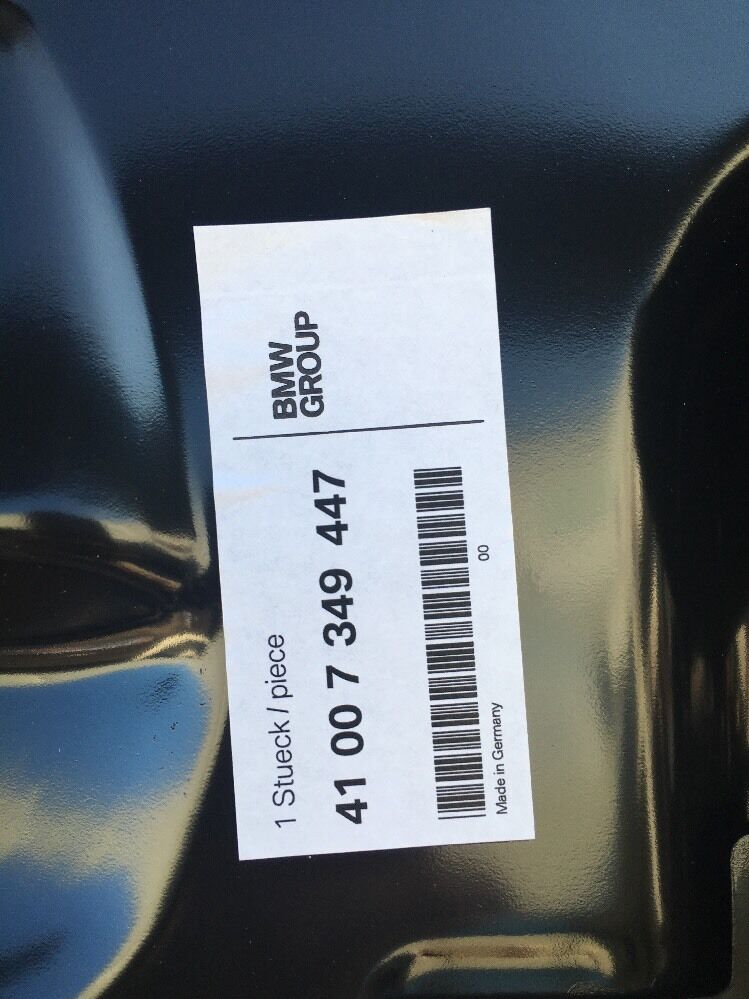 1 Stueck / piece
41 00 7 349 447
00
Made in Germany
BMW
GROUP